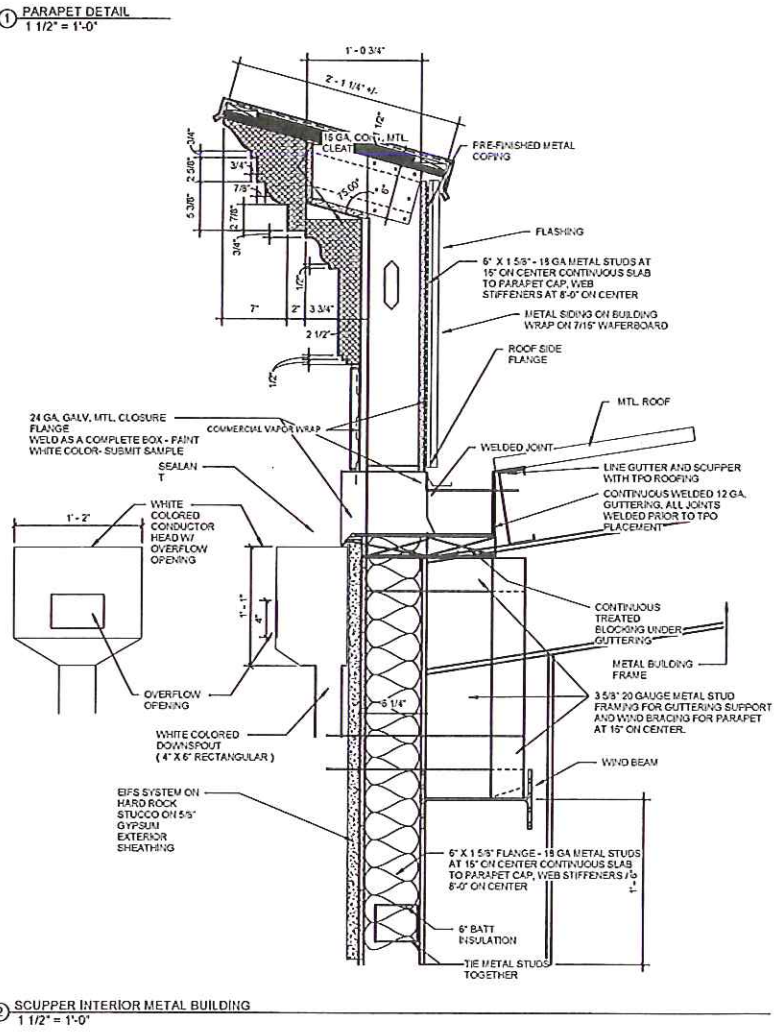 1 PARAPET DETAIL
1 1/2" = 1'-0"
1' - 0 3/4"
2' - 1 1/4" +/-
1/2"
16 GA. CONT. MTL.
CLEAT
PRE-FINISHED METAL
COPING
3/4"
2 5/8"
5 3/8"
3/4"
7/8"
2 7/8"
3/4"
1/2"
75.00°
6"
7"
2"
3 3/4"
2 1/2"
1/2"
FLASHING
6" X 1 5/8" - 18 GA METAL STUDS AT
16" ON CENTER CONTINUOUS SLAB
TO PARAPET CAP, WEB
STIFFENERS AT 8'-0" ON CENTER
METAL SIDING ON BUILDING
WRAP ON 7/16" WAFERBOARD
ROOF SIDE
FLANGE
MTL. ROOF
24 GA. GALV. MTL. CLOSURE
FLANGE
WELD AS A COMPLETE BOX - PAINT
WHITE COLOR- SUBMIT SAMPLE
COMMERCIAL VAPOR WRAP
WELDED JOINT
SEALAN
T
LINE GUTTER AND SCUPPER
WITH TPO ROOFING
CONTINUOUS WELDED 12 GA.
GUTTERING, ALL JOINTS
WELDED PRIOR TO TPO
PLACEMENT
1' - 2"
WHITE
COLORED
CONDUCTOR
HEAD W/
OVERFLOW
OPENING
1' - 1"
4"
CONTINUOUS
TREATED
BLOCKING UNDER
GUTTERING
METAL BUILDING
FRAME
OVERFLOW
OPENING
6 1/4"
3 5/8" 20 GAUGE METAL STUD
FRAMING FOR GUTTERING SUPPORT
AND WIND BRACING FOR PARAPET
AT 16" ON CENTER.
WHITE COLORED
DOWNSPOUT
( 4" X 6" RECTANGULAR )
WIND BEAM
EIFS SYSTEM ON
HARD ROCK
STUCCO ON 5/8"
GYPSUM
EXTERIOR
SHEATHING
6" X 1 5/8" FLANGE - 18 GA METAL STUDS
AT 16" ON CENTER CONTINUOUS SLAB
TO PARAPET CAP, WEB STIFFENERS /
8'-0" ON CENTER
1' - 6"
6" BATT
INSULATION
TIE METAL STUDS
TOGETHER
2 SCUPPER INTERIOR METAL BUILDING
1 1/2" = 1'-0"